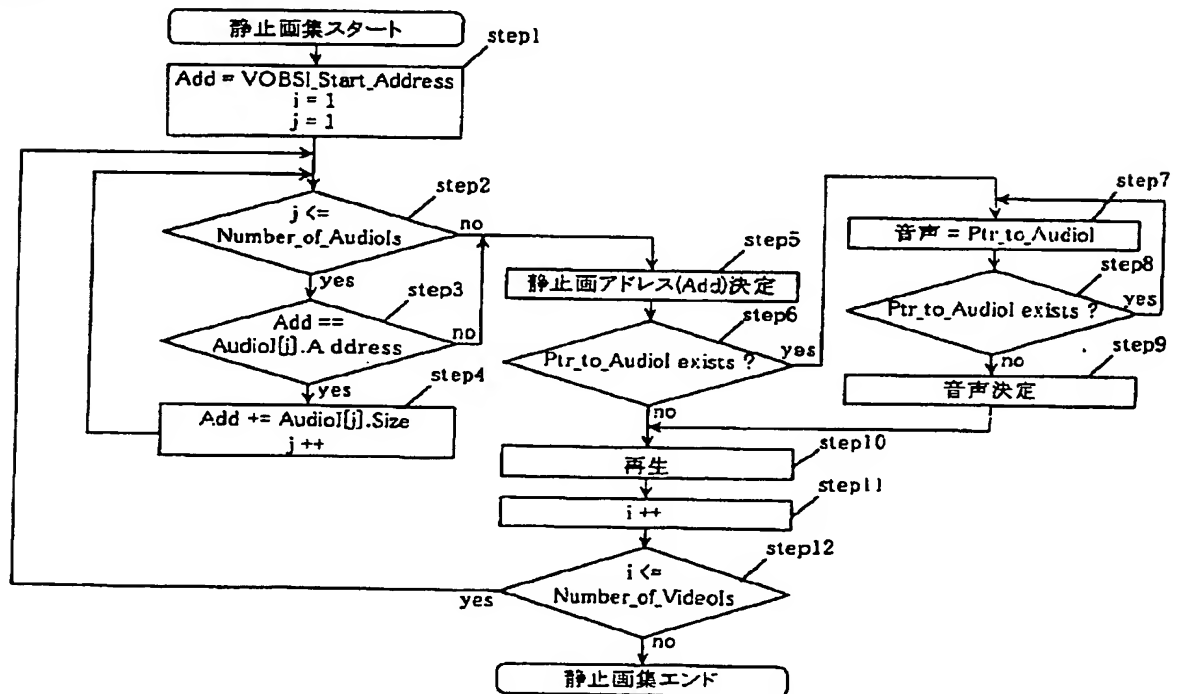 静止画集スタート
step1
Add = VOBSI_Start_Address
i = 1
j = 1
step2
j <=
Number_of_AudioIs
no
yes
step3
Add ==
AudioI[j].A ddress
no
yes
step4
Add += AudioI[j].Size
j ++
step5
静止画アドレス(Add)決定
step6
Ptr_to_AudioI exists ?
yes
no
step7
音声 = Ptr_to_AudioI
step8
Ptr_to_AudioI exists ?
yes
no
step9
音声決定
step10
再生
step11
i ++
step12
i <=
Number_of_VideoIs
yes
no
静止画集エンド